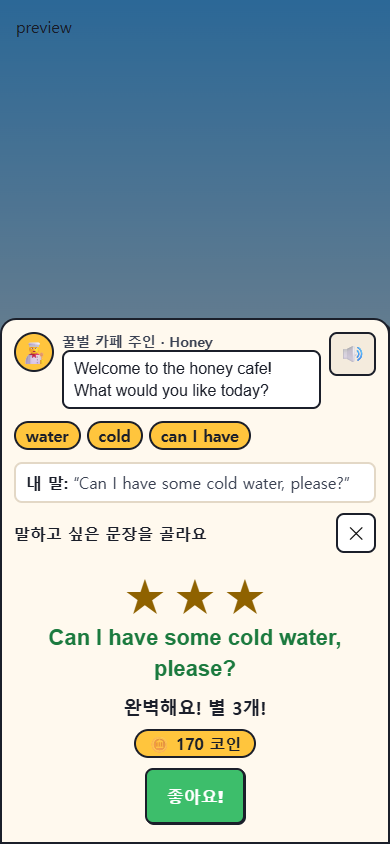 preview
꿀벌 카페 주인 · Honey
Welcome to the honey cafe!
What would you like today?
water cold can I have
내 말: “Can I have some cold water, please?”
말하고 싶은 문장을 골라요
Can I have some cold water,
please?
완벽해요! 별 3개!
170 코인
좋아요!